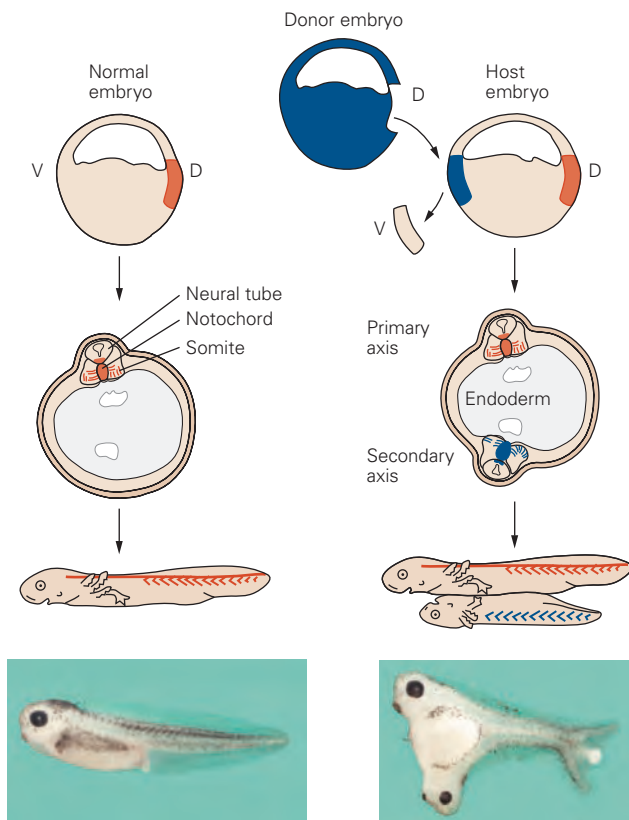 Donor embryo
Normal
embryo
Host
embryo
D
V
D
D
V
Neural tube
Notochord
Somite
Primary
axis
Endoderm
Secondary
axis